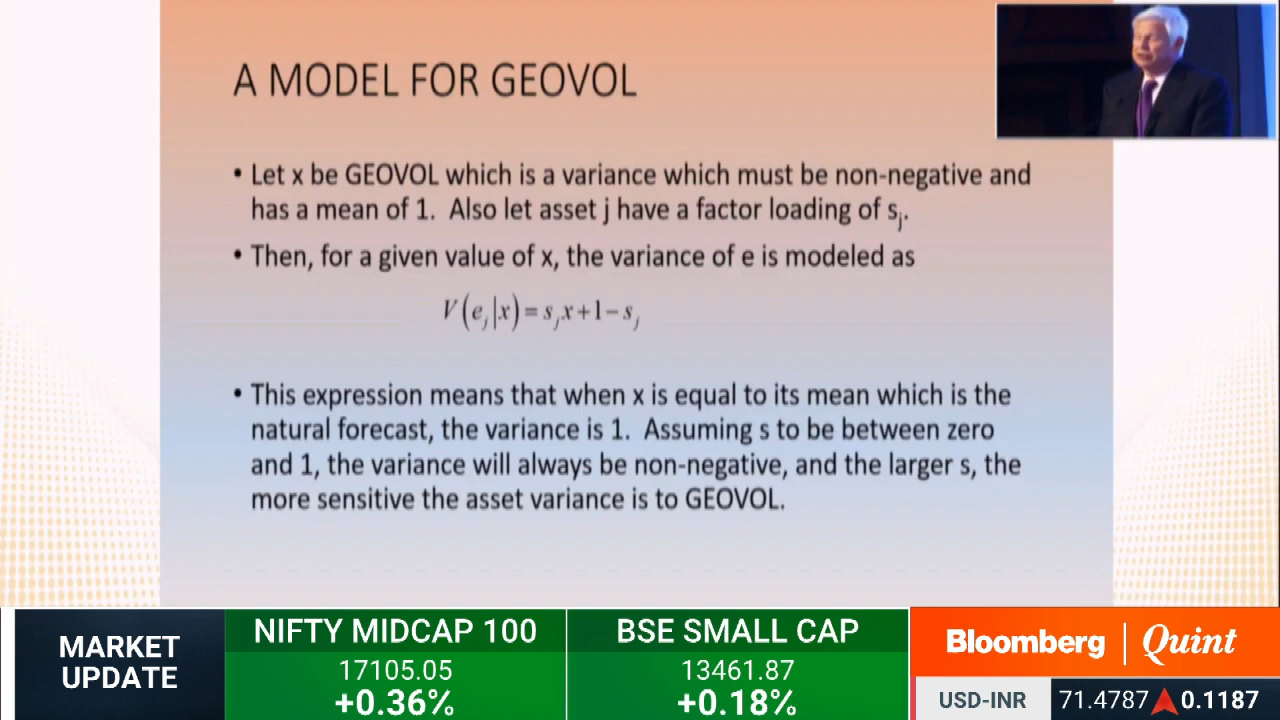 A MODEL FOR GEOVOL
• Let x be GEOVOL which is a variance which must be non-negative and
has a mean of 1. Also let asset j have a factor loading of sⱼ.
• Then, for a given value of x, the variance of e is modeled as
V(eⱼ|x)=sⱼx+1−sⱼ
• This expression means that when x is equal to its mean which is the
natural forecast, the variance is 1. Assuming s to be between zero
and 1, the variance will always be non-negative, and the larger s, the
more sensitive the asset variance is to GEOVOL.
MARKET
UPDATE
NIFTY MIDCAP 100
17105.05
+0.36%
BSE SMALL CAP
13461.87
+0.18%
Bloomberg | Quint
USD-INR 71.4787 ▲ 0.1187